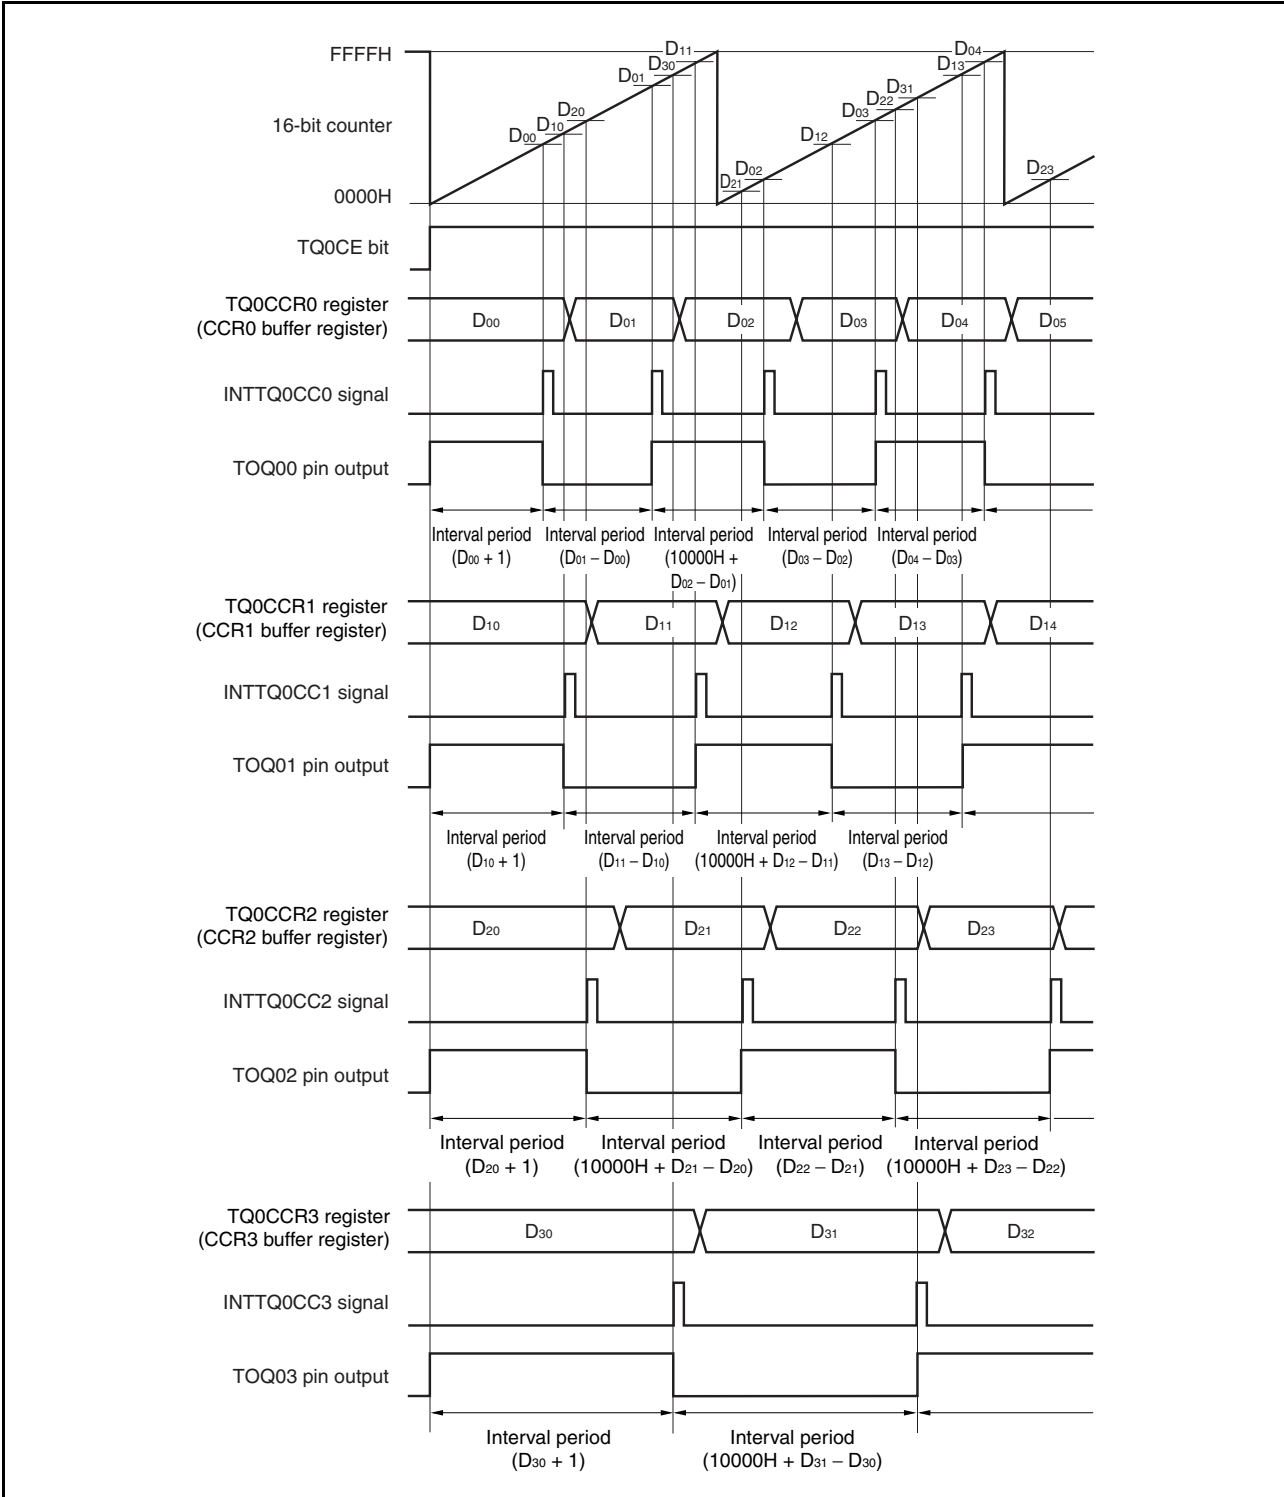 FFFFH
16-bit counter
0000H
D00
D10
D20
D01
D30
D11
D21
D02
D12
D03
D22
D31
D13
D04
D23
TQ0CE bit
TQ0CCR0 register
(CCR0 buffer register)
D00 D01 D02 D03 D04 D05
INTTQ0CC0 signal
TOQ00 pin output
Interval period Interval period Interval period Interval period Interval period
(D00 + 1) (D01 – D00) (10000H + (D03 – D02) (D04 – D03)
D02 – D01)
TQ0CCR1 register
(CCR1 buffer register)
D10 D11 D12 D13 D14
INTTQ0CC1 signal
TOQ01 pin output
Interval period Interval period Interval period Interval period
(D10 + 1) (D11 – D10) (10000H + D12 – D11) (D13 – D12)
TQ0CCR2 register
(CCR2 buffer register)
D20 D21 D22 D23
INTTQ0CC2 signal
TOQ02 pin output
Interval period Interval period Interval period Interval period
(D20 + 1) (10000H + D21 – D20) (D22 – D21) (10000H + D23 – D22)
TQ0CCR3 register
(CCR3 buffer register)
D30 D31 D32
INTTQ0CC3 signal
TOQ03 pin output
Interval period Interval period
(D30 + 1) (10000H + D31 – D30)